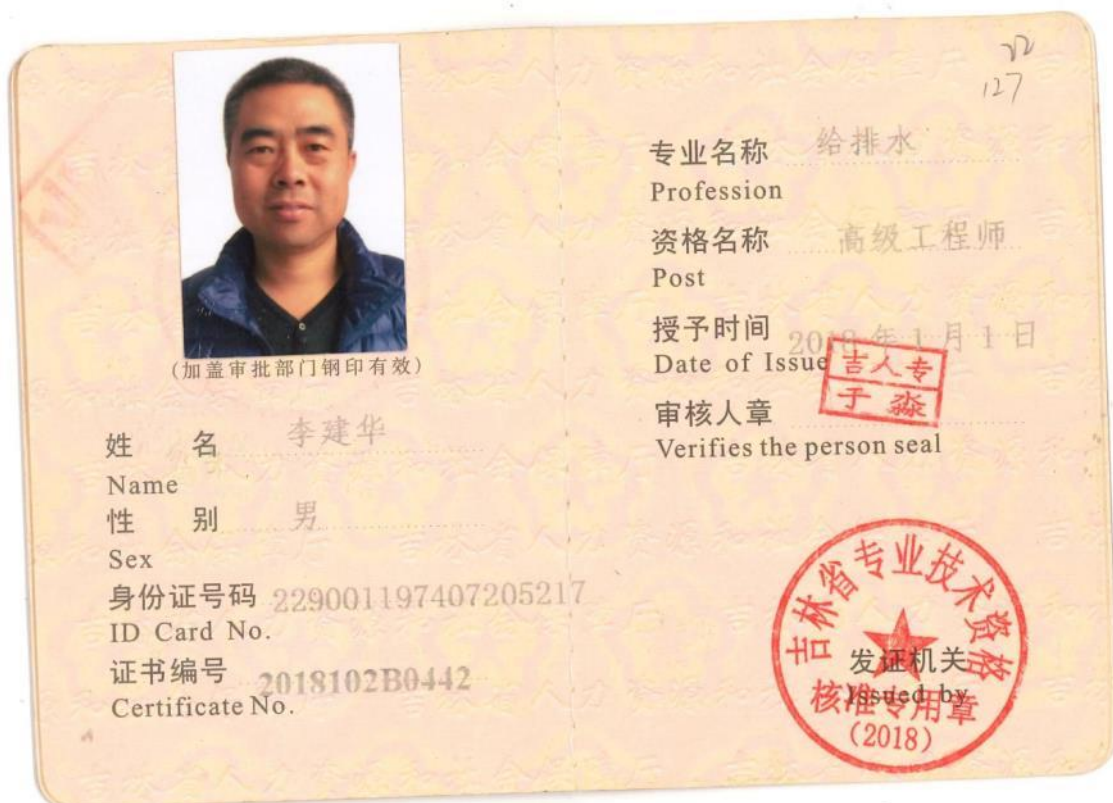 (加盖审批部门钢印有效)
姓 名 李建华
Name
性 别 男
Sex
身份证号码 229001197407205217
ID Card No.
证书编号 2018102B0442
Certificate No.
127
专业名称 给排水
Profession
资格名称 高级工程师
Post
授予时间 2018年1月1日
Date of Issue
吉人专
于淼
审核人章
Verifies the person seal
吉林省专业技术资格
发证机关
Issued by
核准专用章
(2018)